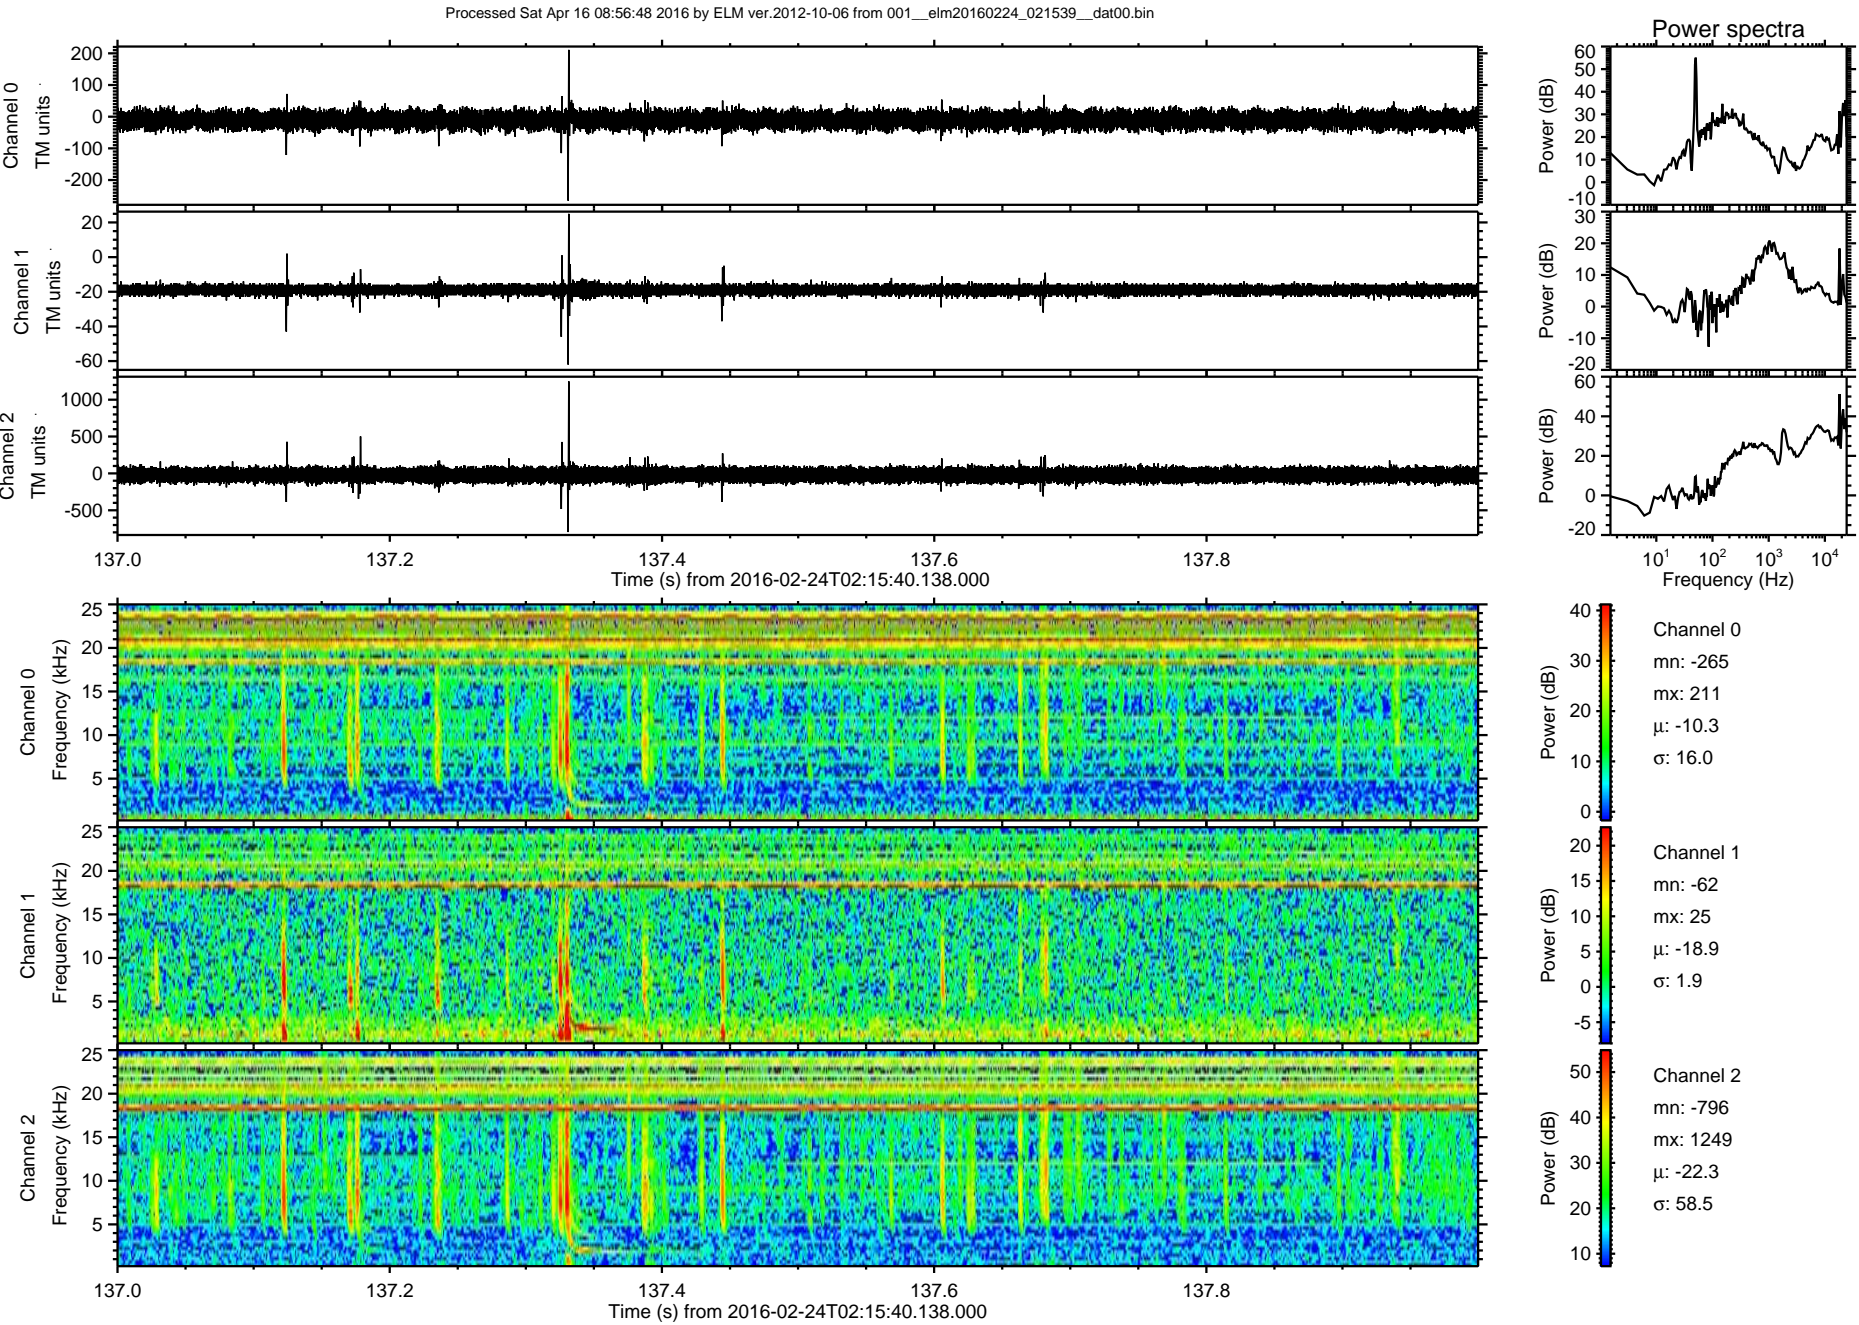 Processed Sat Apr 16 08:56:48 2016 by ELM ver.2012-10-06 from 001__elm20160224_021539__dat00.bin
Power spectra
Channel 0
TM units
200
100
0
-100
-200
Power (dB)
60
50
40
30
20
10
0
-10
Channel 1
TM units
20
0
-20
-40
-60
Power (dB)
30
20
10
0
-10
-20
Channel 2
TM units
1000
500
0
-500
Power (dB)
60
40
20
0
-20
137.0 137.2 137.4 137.6 137.8
Time (s) from 2016-02-24T02:15:40.138.000
10¹ 10² 10³ 10⁴
Frequency (Hz)
Channel 0
Frequency (kHz)
25
20
15
10
5
Power (dB)
40
30
20
10
0
Channel 0
mn: -265
mx: 211
μ: -10.3
σ: 16.0
Channel 1
Frequency (kHz)
25
20
15
10
5
Power (dB)
20
15
10
5
0
-5
Channel 1
mn: -62
mx: 25
μ: -18.9
σ: 1.9
Channel 2
Frequency (kHz)
25
20
15
10
5
Power (dB)
50
40
30
20
10
Channel 2
mn: -796
mx: 1249
μ: -22.3
σ: 58.5
137.0 137.2 137.4 137.6 137.8
Time (s) from 2016-02-24T02:15:40.138.000